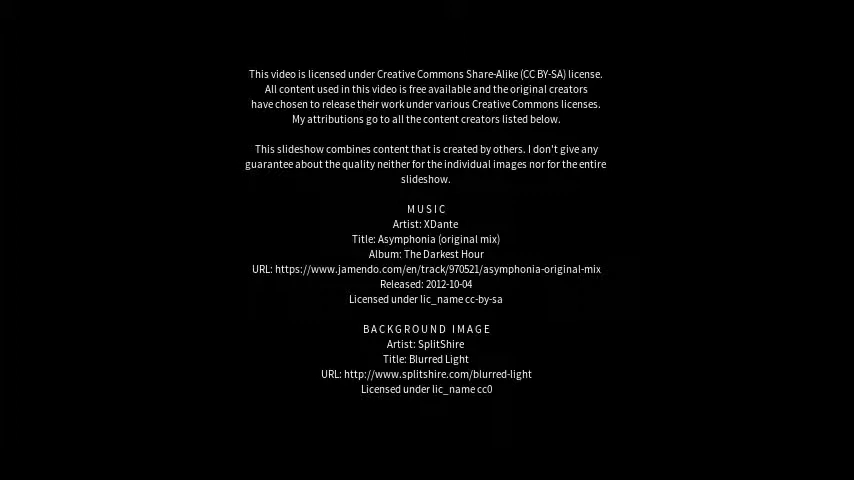 This video is licensed under Creative Commons Share-Alike (CC BY-SA) license.
All content used in this video is free available and the original creators
have chosen to release their work under various Creative Commons licenses.
My attributions go to all the content creators listed below.
This slideshow combines content that is created by others. I don't give any
guarantee about the quality neither for the individual images nor for the entire
slideshow.
MUSIC
Artist: XDante
Title: Asymphonia (original mix)
Album: The Darkest Hour
URL: https://www.jamendo.com/en/track/970521/asymphonia-original-mix
Released: 2012-10-04
Licensed under lic_name cc-by-sa
BACKGROUND IMAGE
Artist: SplitShire
Title: Blurred Light
URL: http://www.splitshire.com/blurred-light
Licensed under lic_name cc0